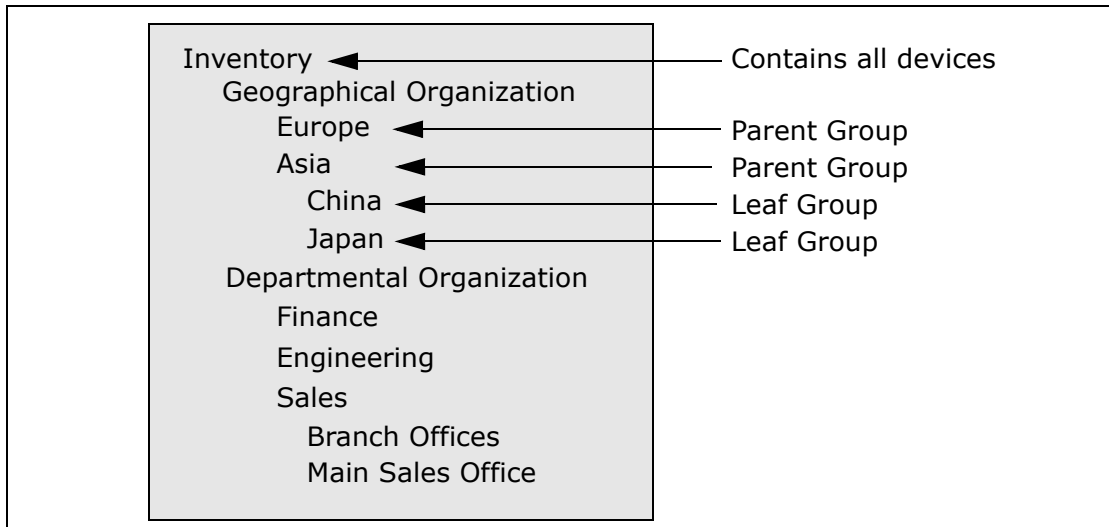 Inventory Contains all devices
Geographical Organization
Europe Parent Group
Asia Parent Group
China Leaf Group
Japan Leaf Group
Departmental Organization
Finance
Engineering
Sales
Branch Offices
Main Sales Office